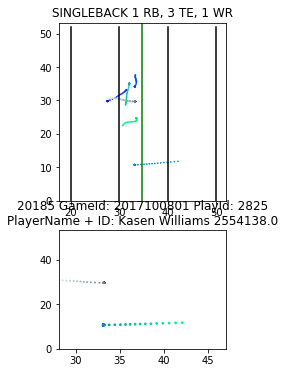 SINGLEBACK 1 RB, 3 TE, 1 WR
50
40
30
20
10
0
20 30 40 50
20185 GameId: 2017100801 PlayId: 2825
PlayerName + ID: Kasen Williams 2554138.0
40
20
0
30 35 40 45